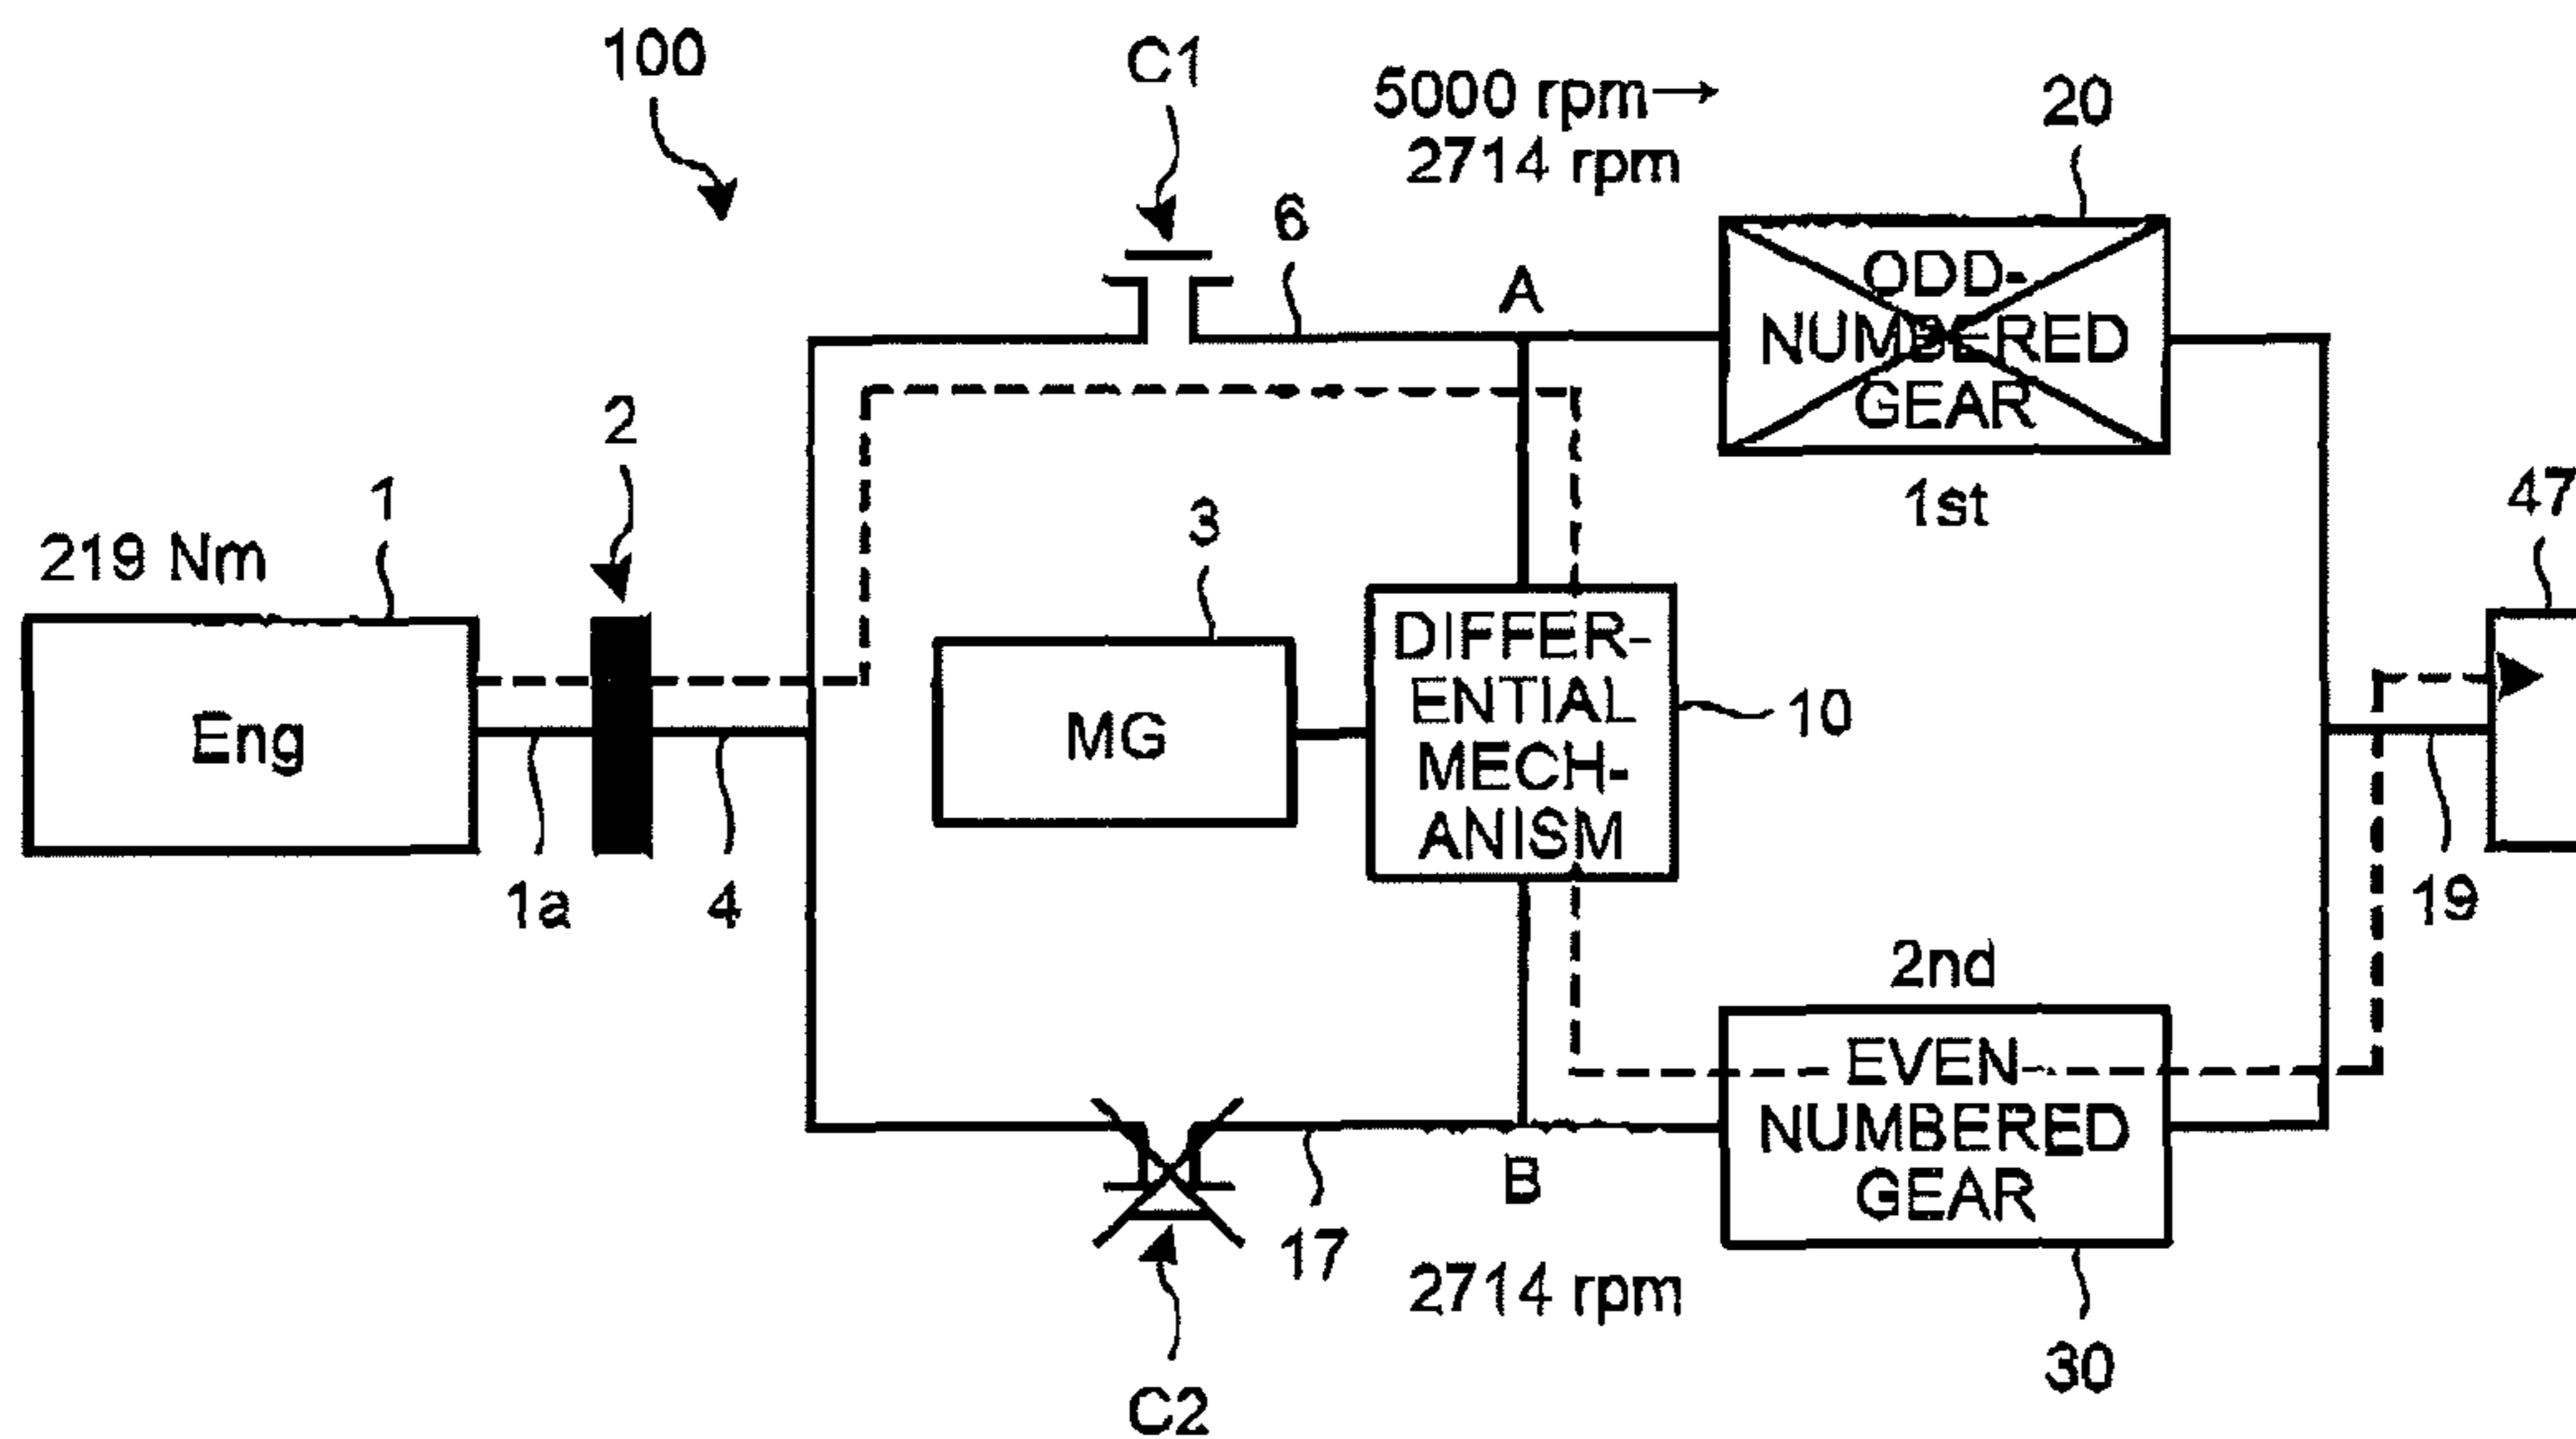 100
C1
5000 rpm→
2714 rpm
20
6
A
ODD-
NUMBERED
GEAR
1st
47
2
1
219 Nm
3
Eng
MG
DIFFER-
ENTIAL
MECH-
ANISM
10
1a
4
19
2nd
EVEN-
NUMBERED
GEAR
B
17
2714 rpm
30
C2